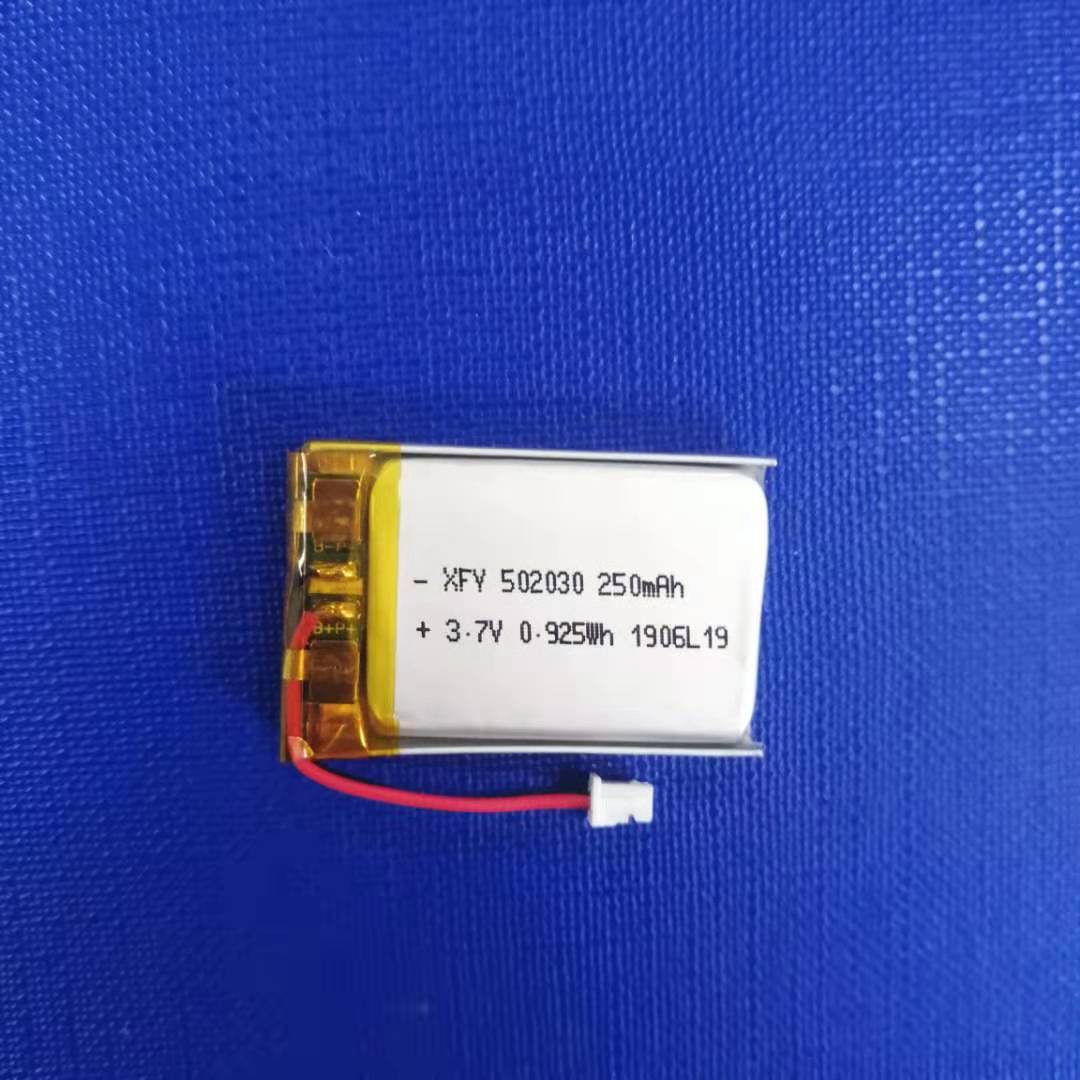 B-P-
- XFY 502030 250mAh
B+P+
+ 3.7V 0.925Wh 1906L19